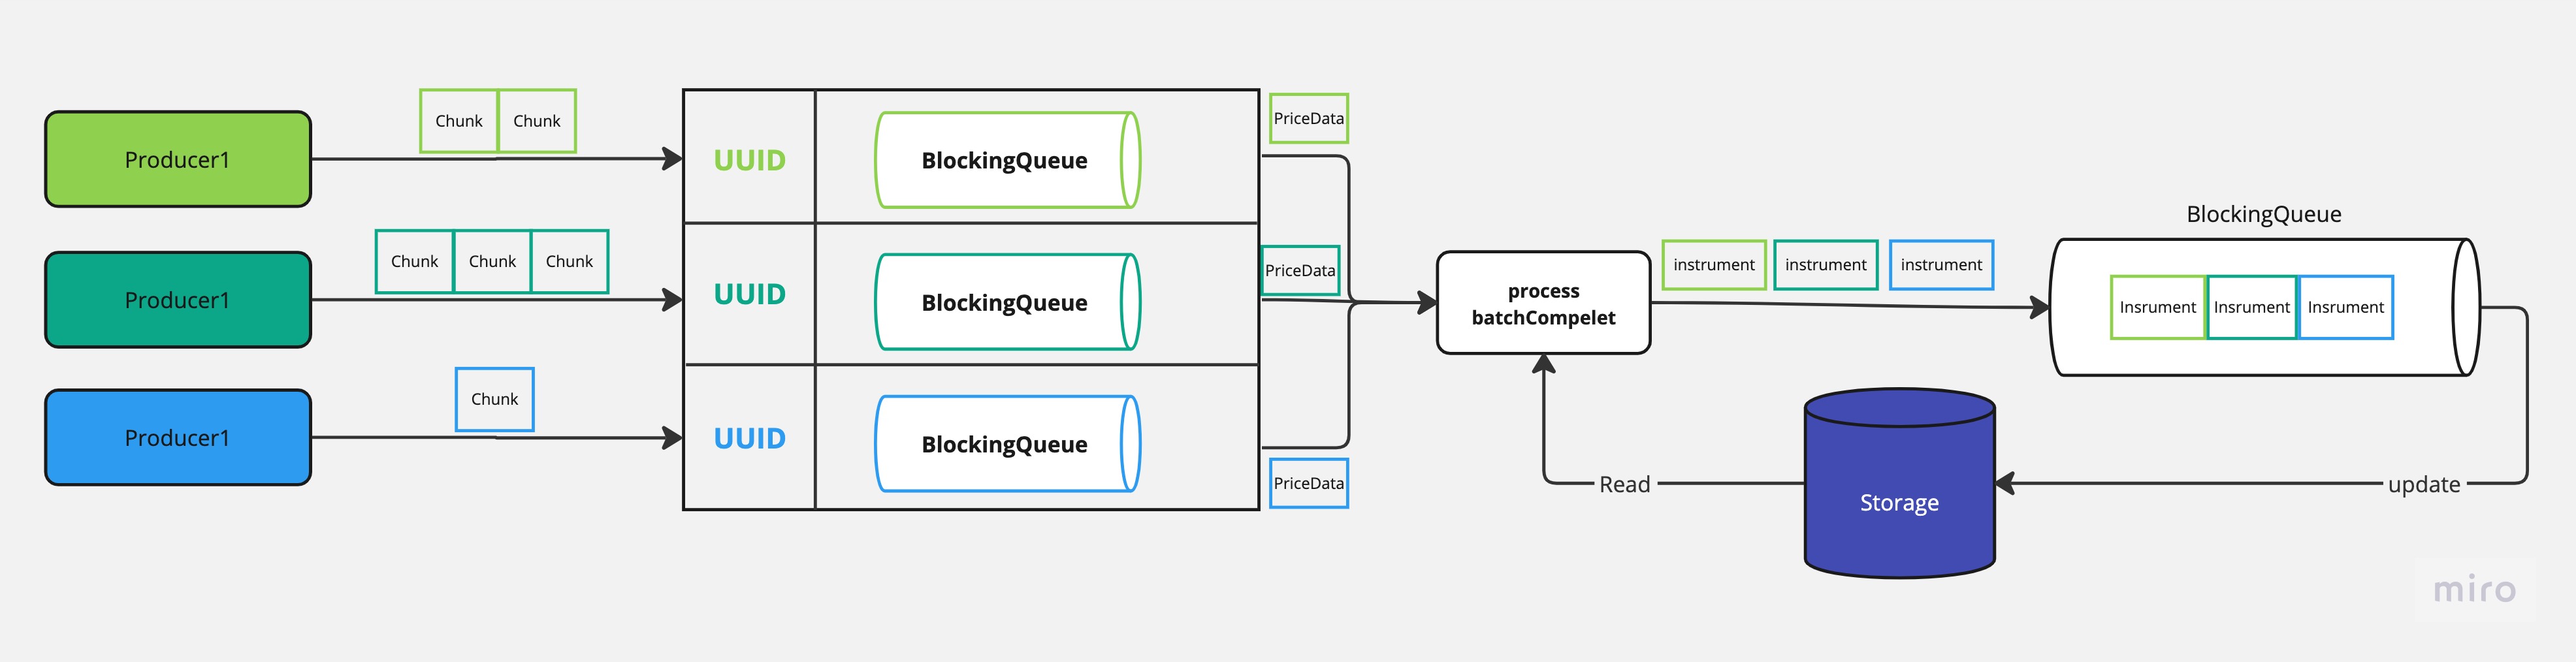 Producer1
Chunk
Chunk
UUID
BlockingQueue
PriceData
Producer1
Chunk
Chunk
Chunk
UUID
BlockingQueue
PriceData
Producer1
Chunk
UUID
BlockingQueue
PriceData
process
batchCompelet
instrument
instrument
instrument
BlockingQueue
Insrument
Insrument
Insrument
Read
Storage
update
miro